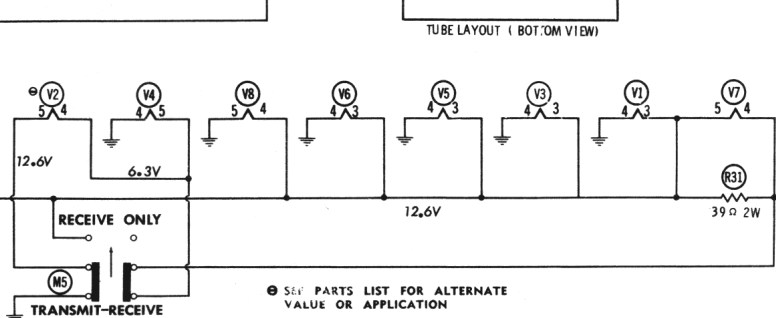 TUBE LAYOUT ( BOTTOM VIEW)
⊖ V2 V4 V8 V6 V5 V3 V1 V7
5 4 4 5 5 4 4 3 4 3 4 3 4 3 5 4
12.6V
6.3V
R31
12.6V
39Ω 2W
RECEIVE ONLY
M5
⊖ SEE PARTS LIST FOR ALTERNATE
VALUE OR APPLICATION
TRANSMIT-RECEIVE